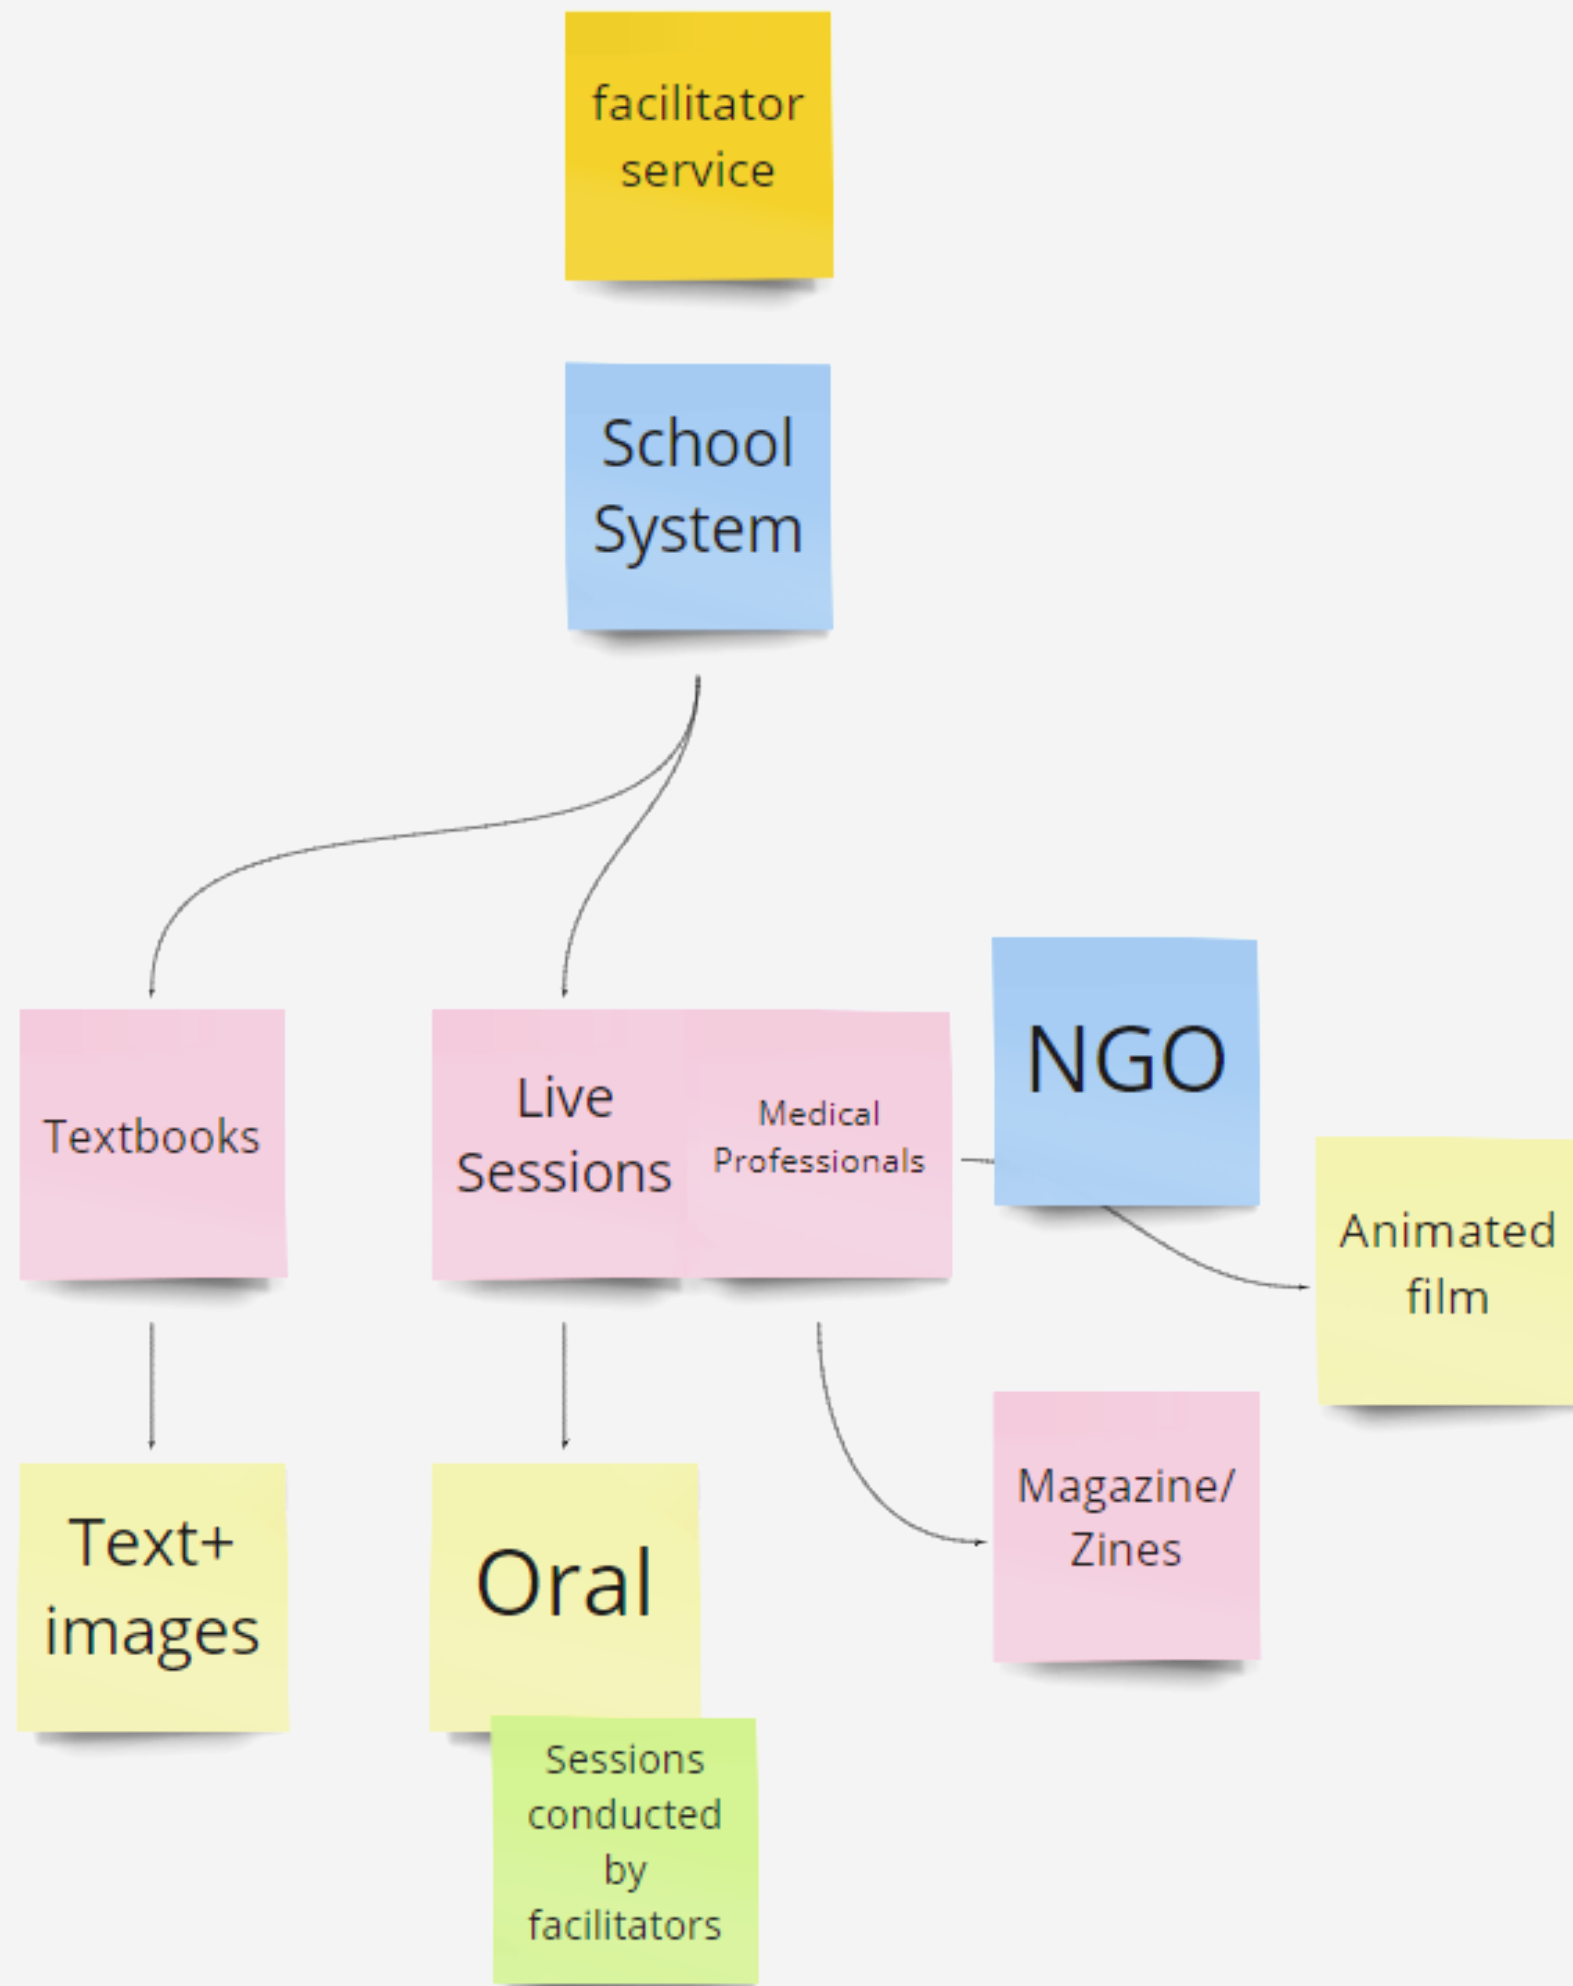 facilitator
service
School
System
Textbooks
Live
Sessions
Medical
Professionals
NGO
Animated
film
Text+
images
Oral
Magazine/
Zines
Sessions
conducted
by
facilitators